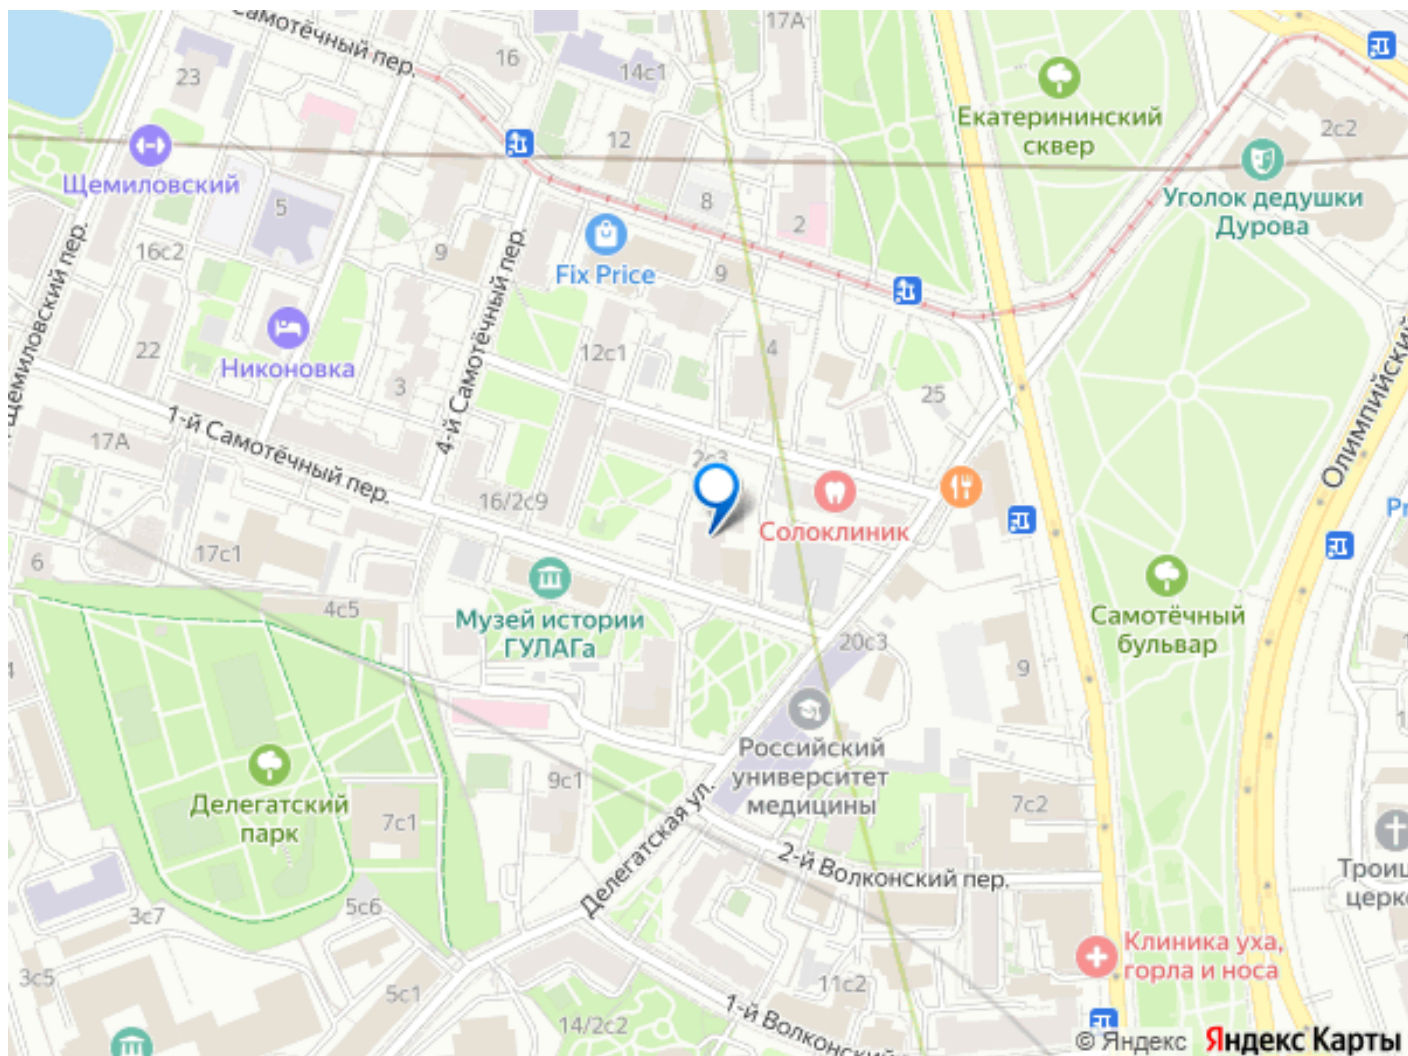 Самотёчный пер.
16
17А
14с1
23
12
Екатерининский
сквер
2с2
Щемиловский
5
8
2
Уголок дедушки
Дурова
16с2
9
Fix Price
9
Щемиловский пер.
4-й Самотёчный пер.
22
Никоновка
3
12с1
4
25
Олимпийский
17А
1-й Самотёчный пер.
2с3
16/2с9
Солоклиник
6
17с1
4с5
Музей истории
ГУЛАГа
20с3
9
Самотёчный
бульвар
Российский
университет
медицины
9с1
Делегатский
парк
7с1
7с2
Делегатская ул.
2-й Волконский пер.
3с7
5с6
3с5
5с1
14/2с2
11с2
1-й Волконский
Клиника уха,
горла и носа
© Яндекс Яндекс Карты